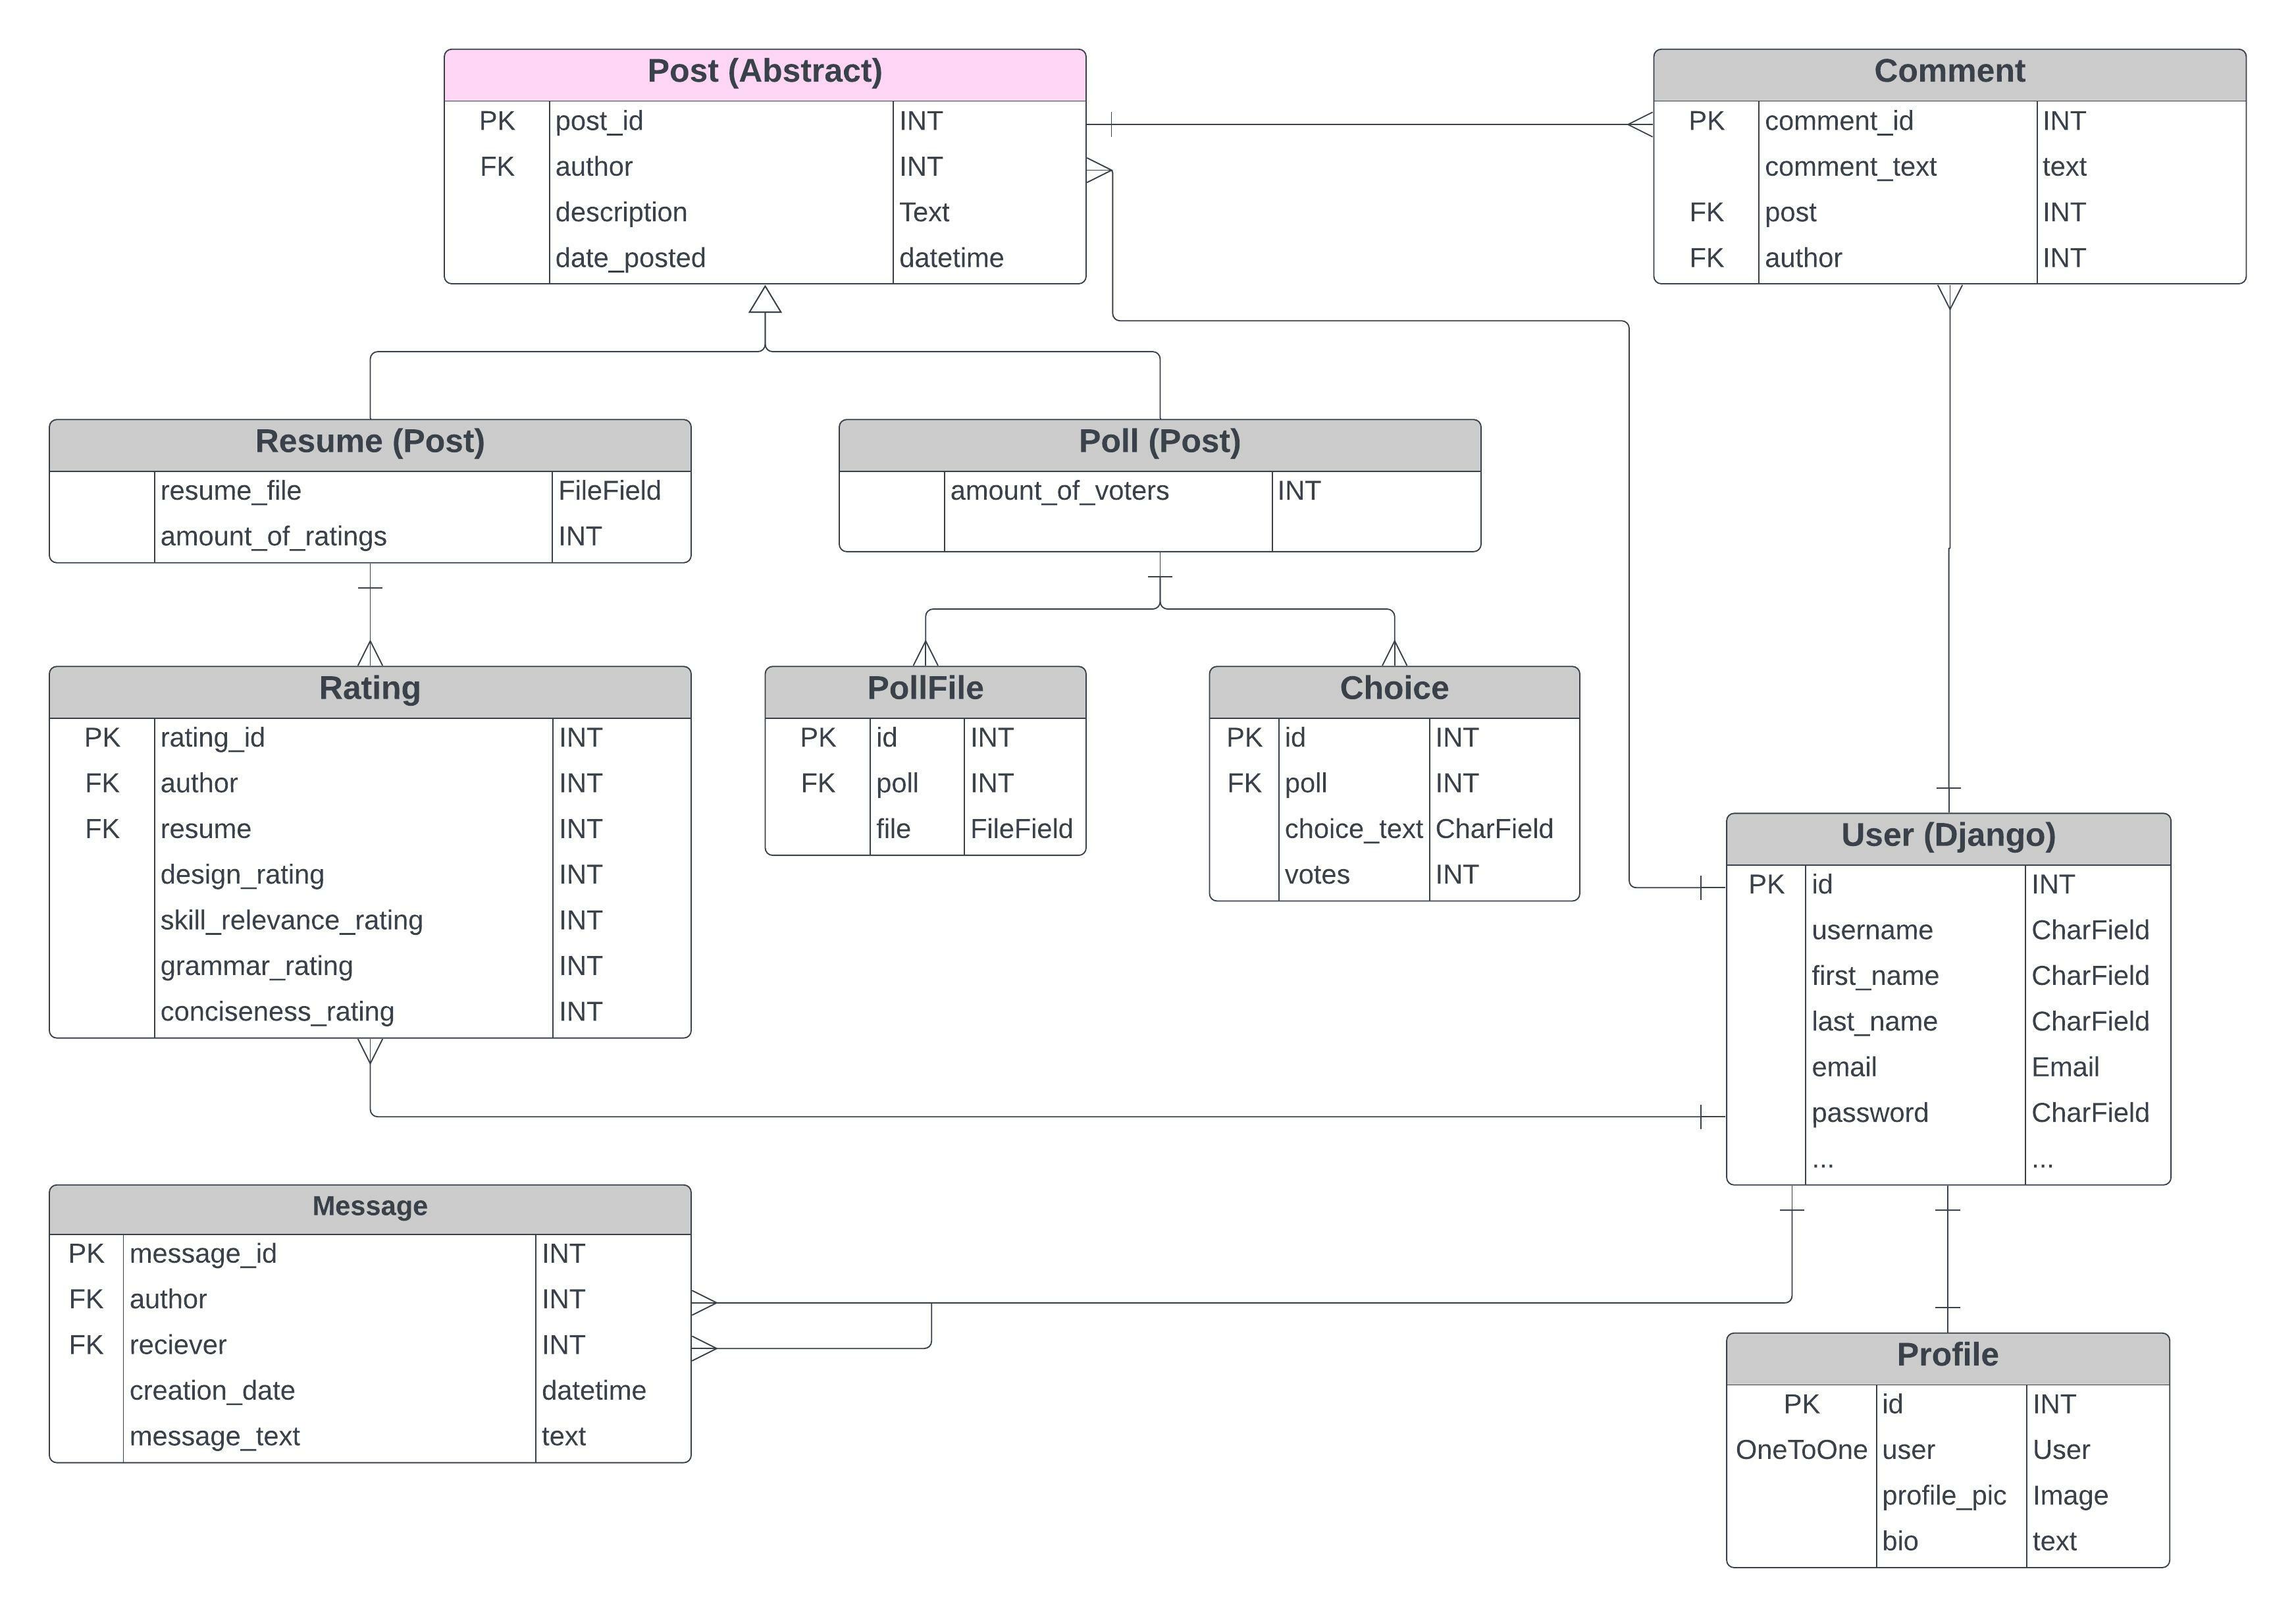 Post (Abstract)
PK post_id INT
FK author INT
description Text
date_posted datetime
Comment
PK comment_id INT
comment_text text
FK post INT
FK author INT
Resume (Post)
resume_file FileField
amount_of_ratings INT
Poll (Post)
amount_of_voters INT
Rating
PK rating_id INT
FK author INT
FK resume INT
design_rating INT
skill_relevance_rating INT
grammar_rating INT
conciseness_rating INT
PollFile
PK id INT
FK poll INT
file FileField
Choice
PK id INT
FK poll INT
choice_text CharField
votes INT
User (Django)
PK id INT
username CharField
first_name CharField
last_name CharField
email Email
password CharField
... ...
Message
PK message_id INT
FK author INT
FK reciever INT
creation_date datetime
message_text text
Profile
PK id INT
OneToOne user User
profile_pic Image
bio text